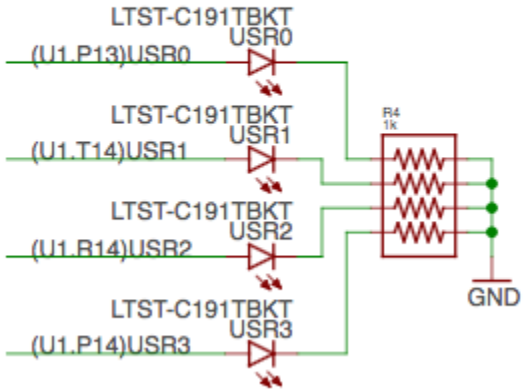 LTST-C191TBKT
USR0
(U1.P13)USR0
R4
1k
LTST-C191TBKT
USR1
(U1.T14)USR1
LTST-C191TBKT
USR2
(U1.R14)USR2
GND
LTST-C191TBKT
USR3
(U1.P14)USR3